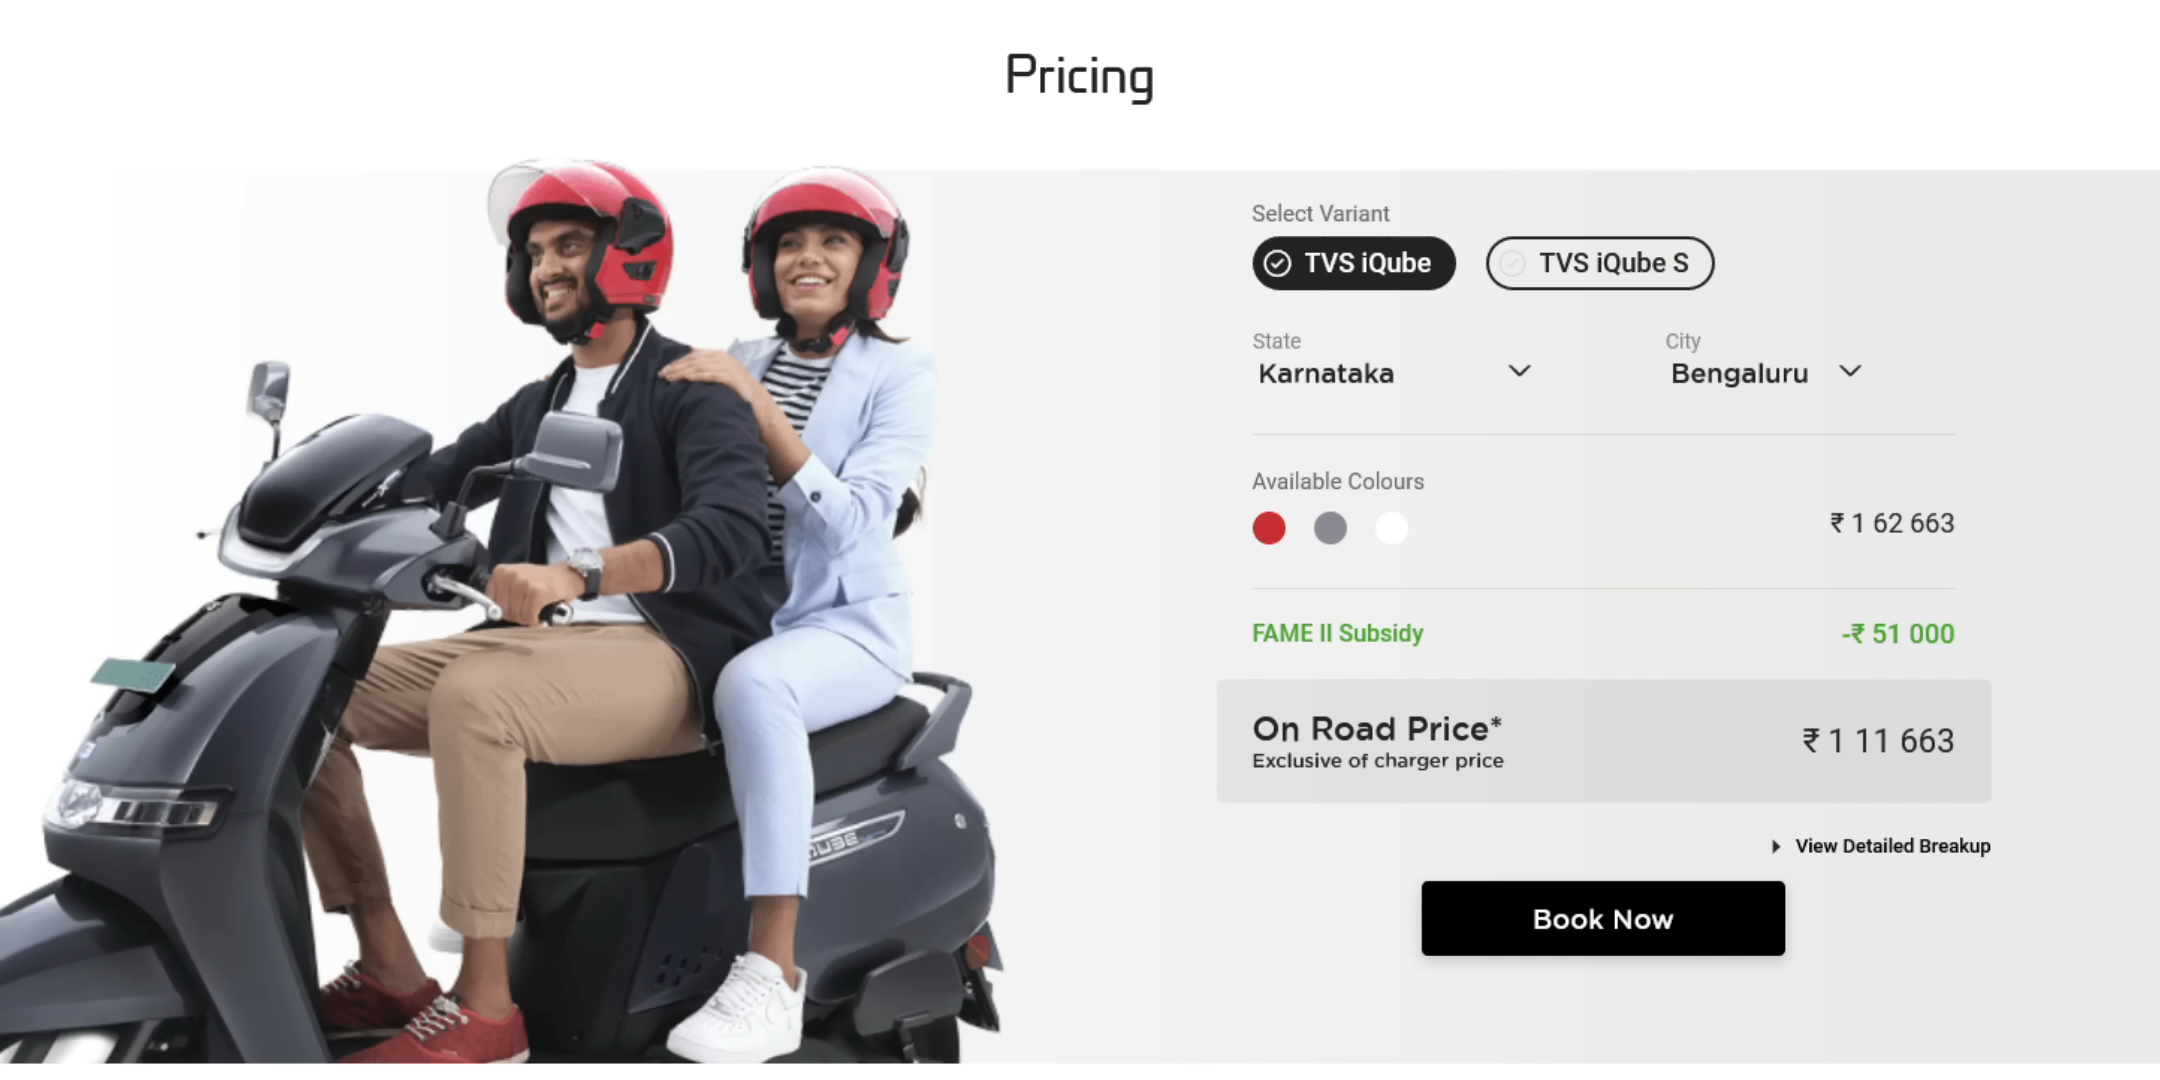 Pricing
Select Variant
TVS iQube
TVS iQube S
State
City
Karnataka
Bengaluru
Available Colours
₹ 1 62 663
FAME II Subsidy
-₹ 51 000
On Road Price*
₹ 1 11 663
Exclusive of charger price
View Detailed Breakup
Book Now